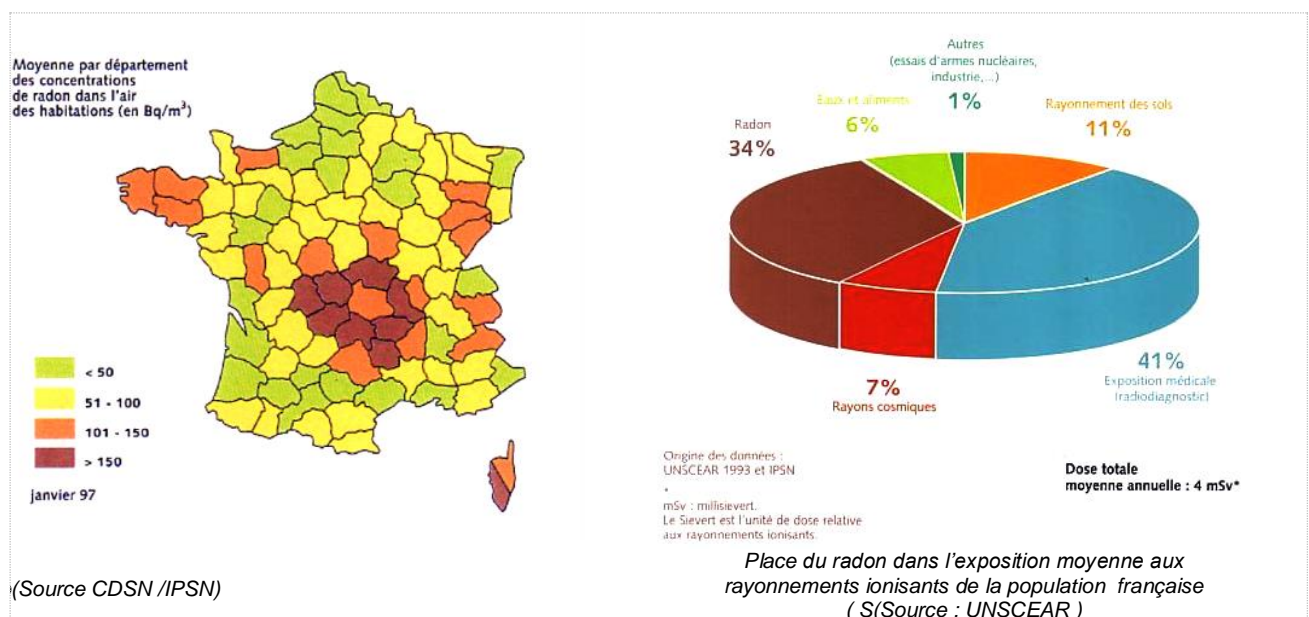 Moyenne par département
des concentrations
de radon dans l'air
des habitations (en Bq/m³)
< 50
51 - 100
101 - 150
> 150
janvier 97
(Source CDSN /IPSN)
Autres
(essais d'armes nucléaires,
industrie,...)
1%
Eaux et aliments
6%
Rayonnement des sols
11%
Radon
34%
41%
Exposition médicale
(radiodiagnostic)
7%
Rayons cosmiques
Origine des données :
UNSCEAR 1993 et IPSN
*
mSv : millisievert.
Le Sievert est l'unité de dose relative
aux rayonnements ionisants.
Dose totale
moyenne annuelle : 4 mSv*
Place du radon dans l'exposition moyenne aux
rayonnements ionisants de la population française
( S(Source : UNSCEAR )